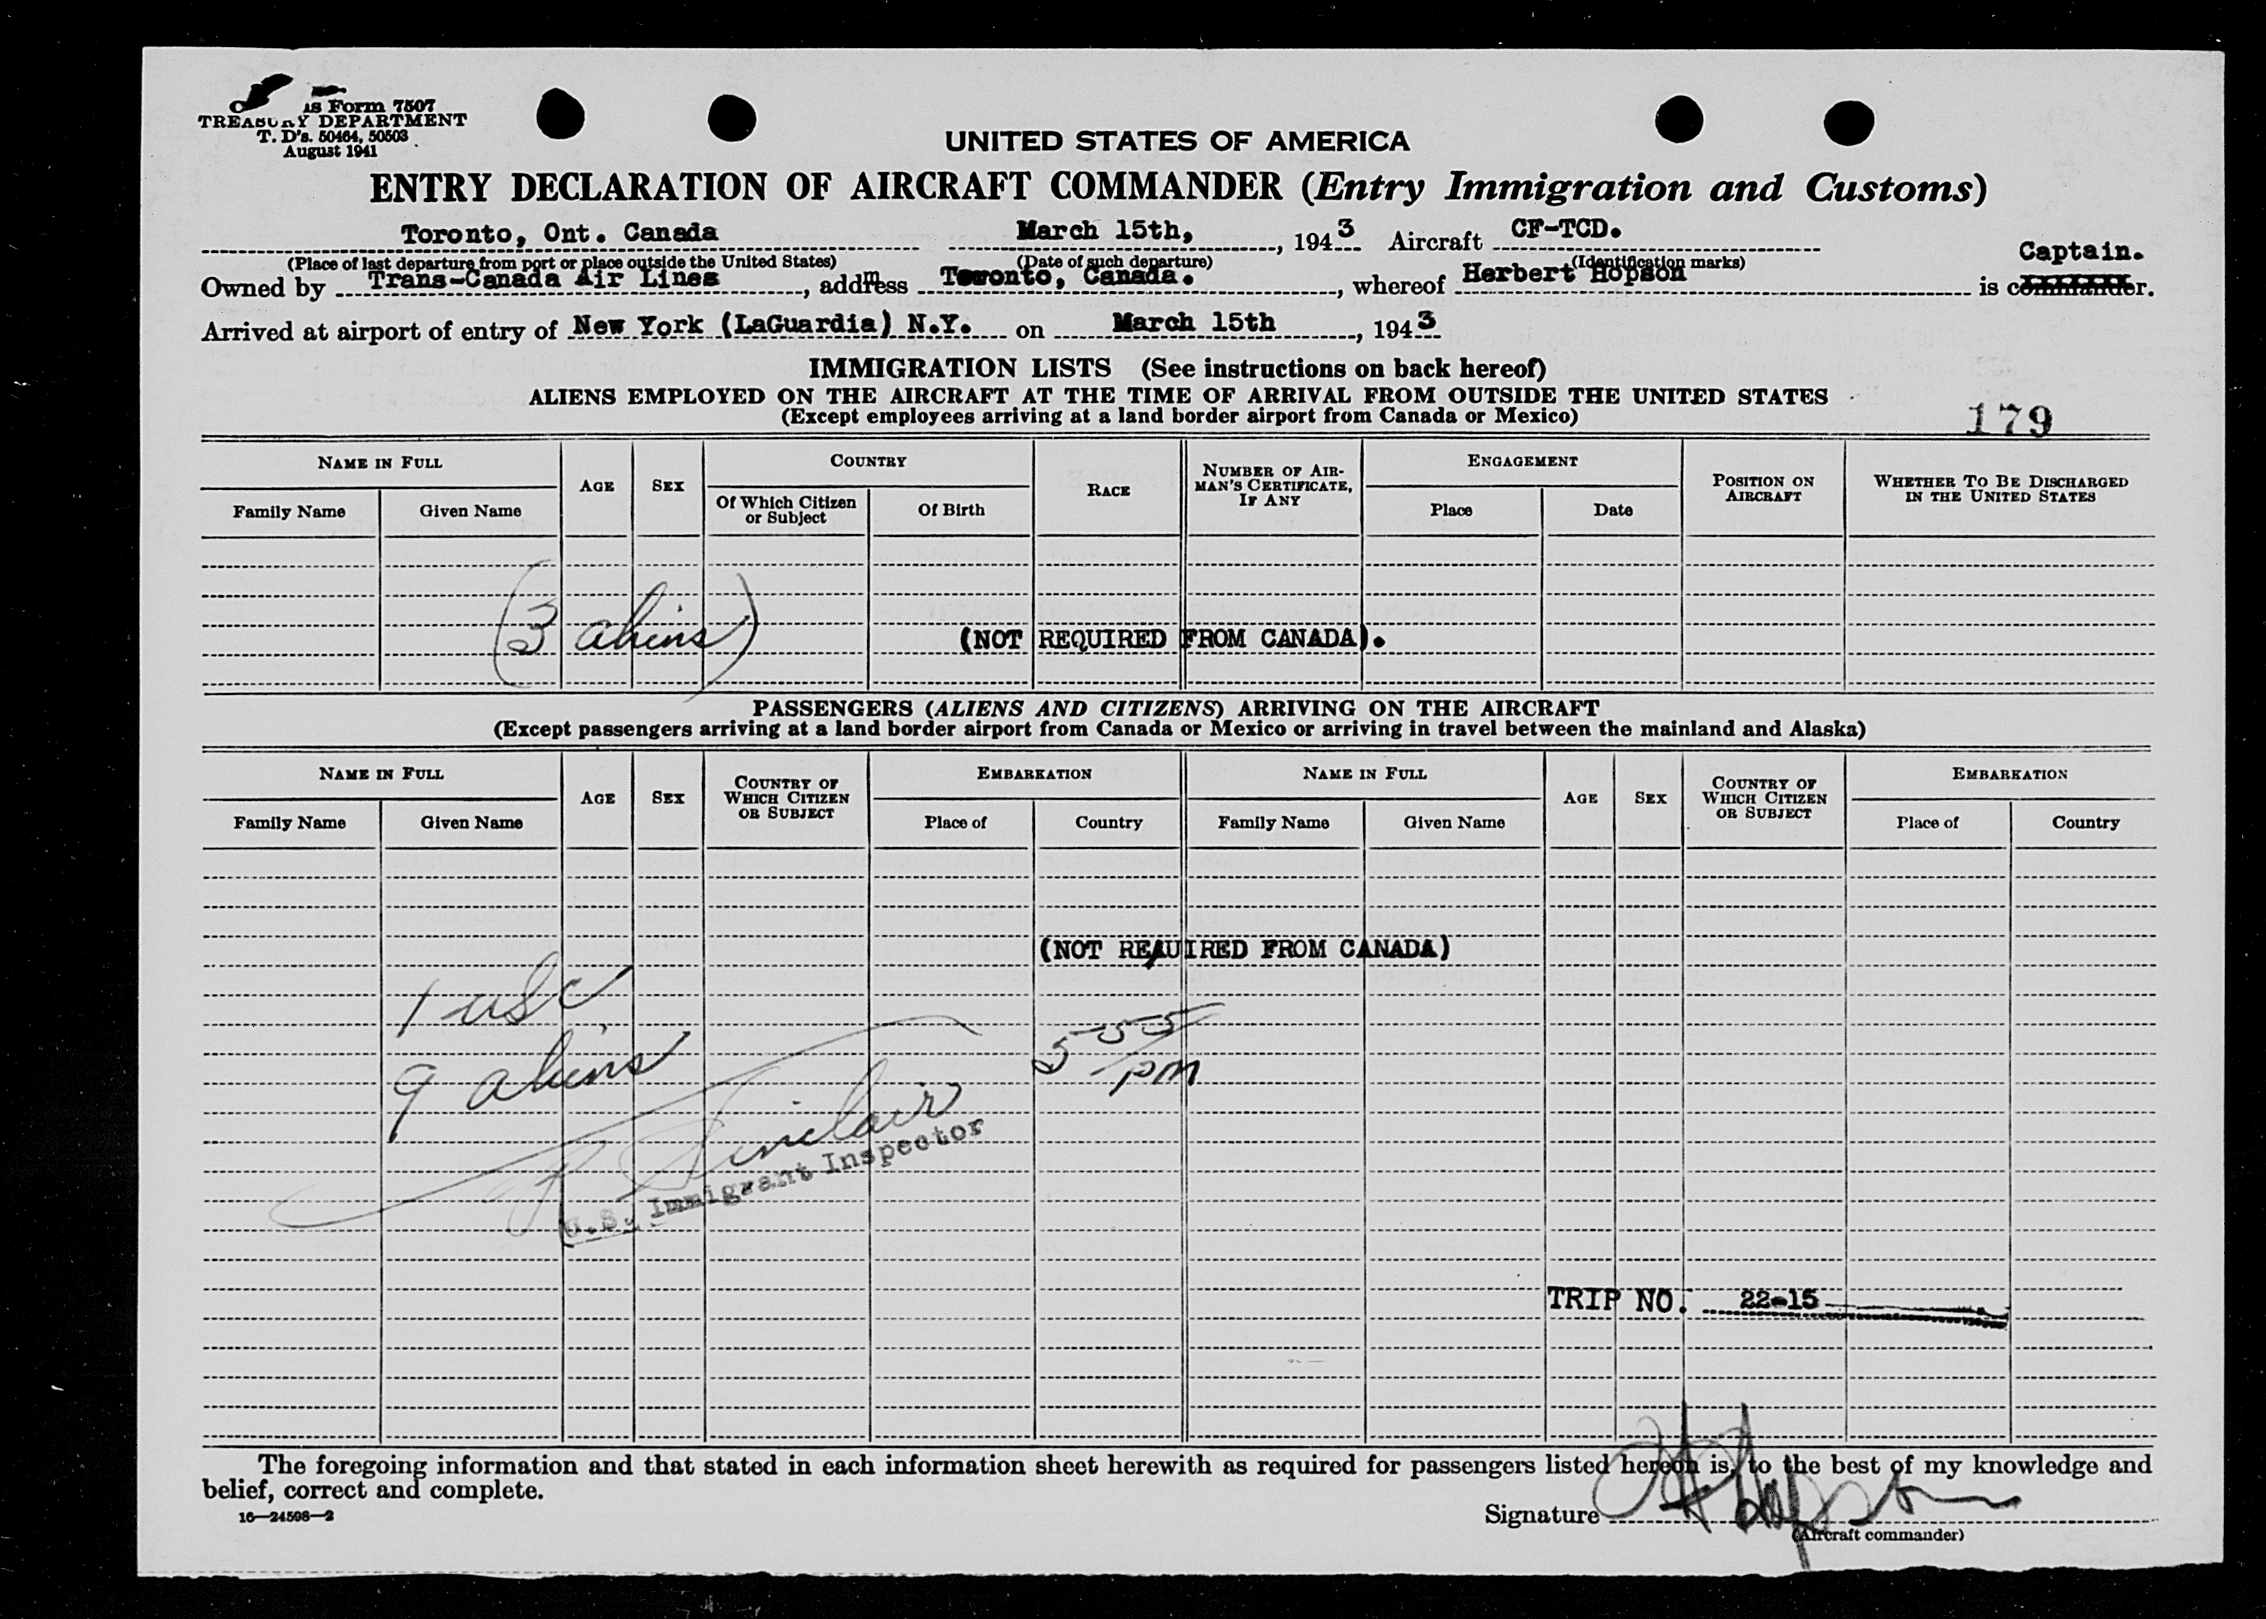 as Form 7507
TREASURY DEPARTMENT
T. D's. 50464, 50503
August 1941
UNITED STATES OF AMERICA
ENTRY DECLARATION OF AIRCRAFT COMMANDER (Entry Immigration and Customs)
Toronto, Ont. Canada March 15th, 1943 Aircraft CF-TCD.
(Place of last departure from port or place outside the United States) (Date of such departure) (Identification marks)
Captain.
Owned by Trans-Canada Air Lines, address Toronto, Canada., whereof Herbert Hopson is commander.
Arrived at airport of entry of New York (LaGuardia) N.Y. on March 15th, 1943
IMMIGRATION LISTS (See instructions on back hereof)
ALIENS EMPLOYED ON THE AIRCRAFT AT THE TIME OF ARRIVAL FROM OUTSIDE THE UNITED STATES
(Except employees arriving at a land border airport from Canada or Mexico)
179
NAME IN FULL AGE SEX COUNTRY RACE NUMBER OF AIRMAN'S CERTIFICATE, IF ANY ENGAGEMENT POSITION ON AIRCRAFT WHETHER TO BE DISCHARGED IN THE UNITED STATES
Family Name Given Name Of Which Citizen or Subject Of Birth Place Date
(3 aliens) (NOT REQUIRED FROM CANADA).
PASSENGERS (ALIENS AND CITIZENS) ARRIVING ON THE AIRCRAFT
(Except passengers arriving at a land border airport from Canada or Mexico or arriving in travel between the mainland and Alaska)
NAME IN FULL AGE SEX COUNTRY OF WHICH CITIZEN OR SUBJECT EMBARKATION NAME IN FULL AGE SEX COUNTRY OF WHICH CITIZEN OR SUBJECT EMBARKATION
Family Name Given Name Place of Country Family Name Given Name Place of Country
(NOT REQUIRED FROM CANADA)
1 usc
9 aliens
5 55 pm
Sinclair
U.S. Immigrant Inspector
TRIP NO. 22-15
The foregoing information and that stated in each information sheet herewith as required for passengers listed hereon is, to the best of my knowledge and
belief, correct and complete.
16—24508—2
Signature H Hopson
(Aircraft commander)